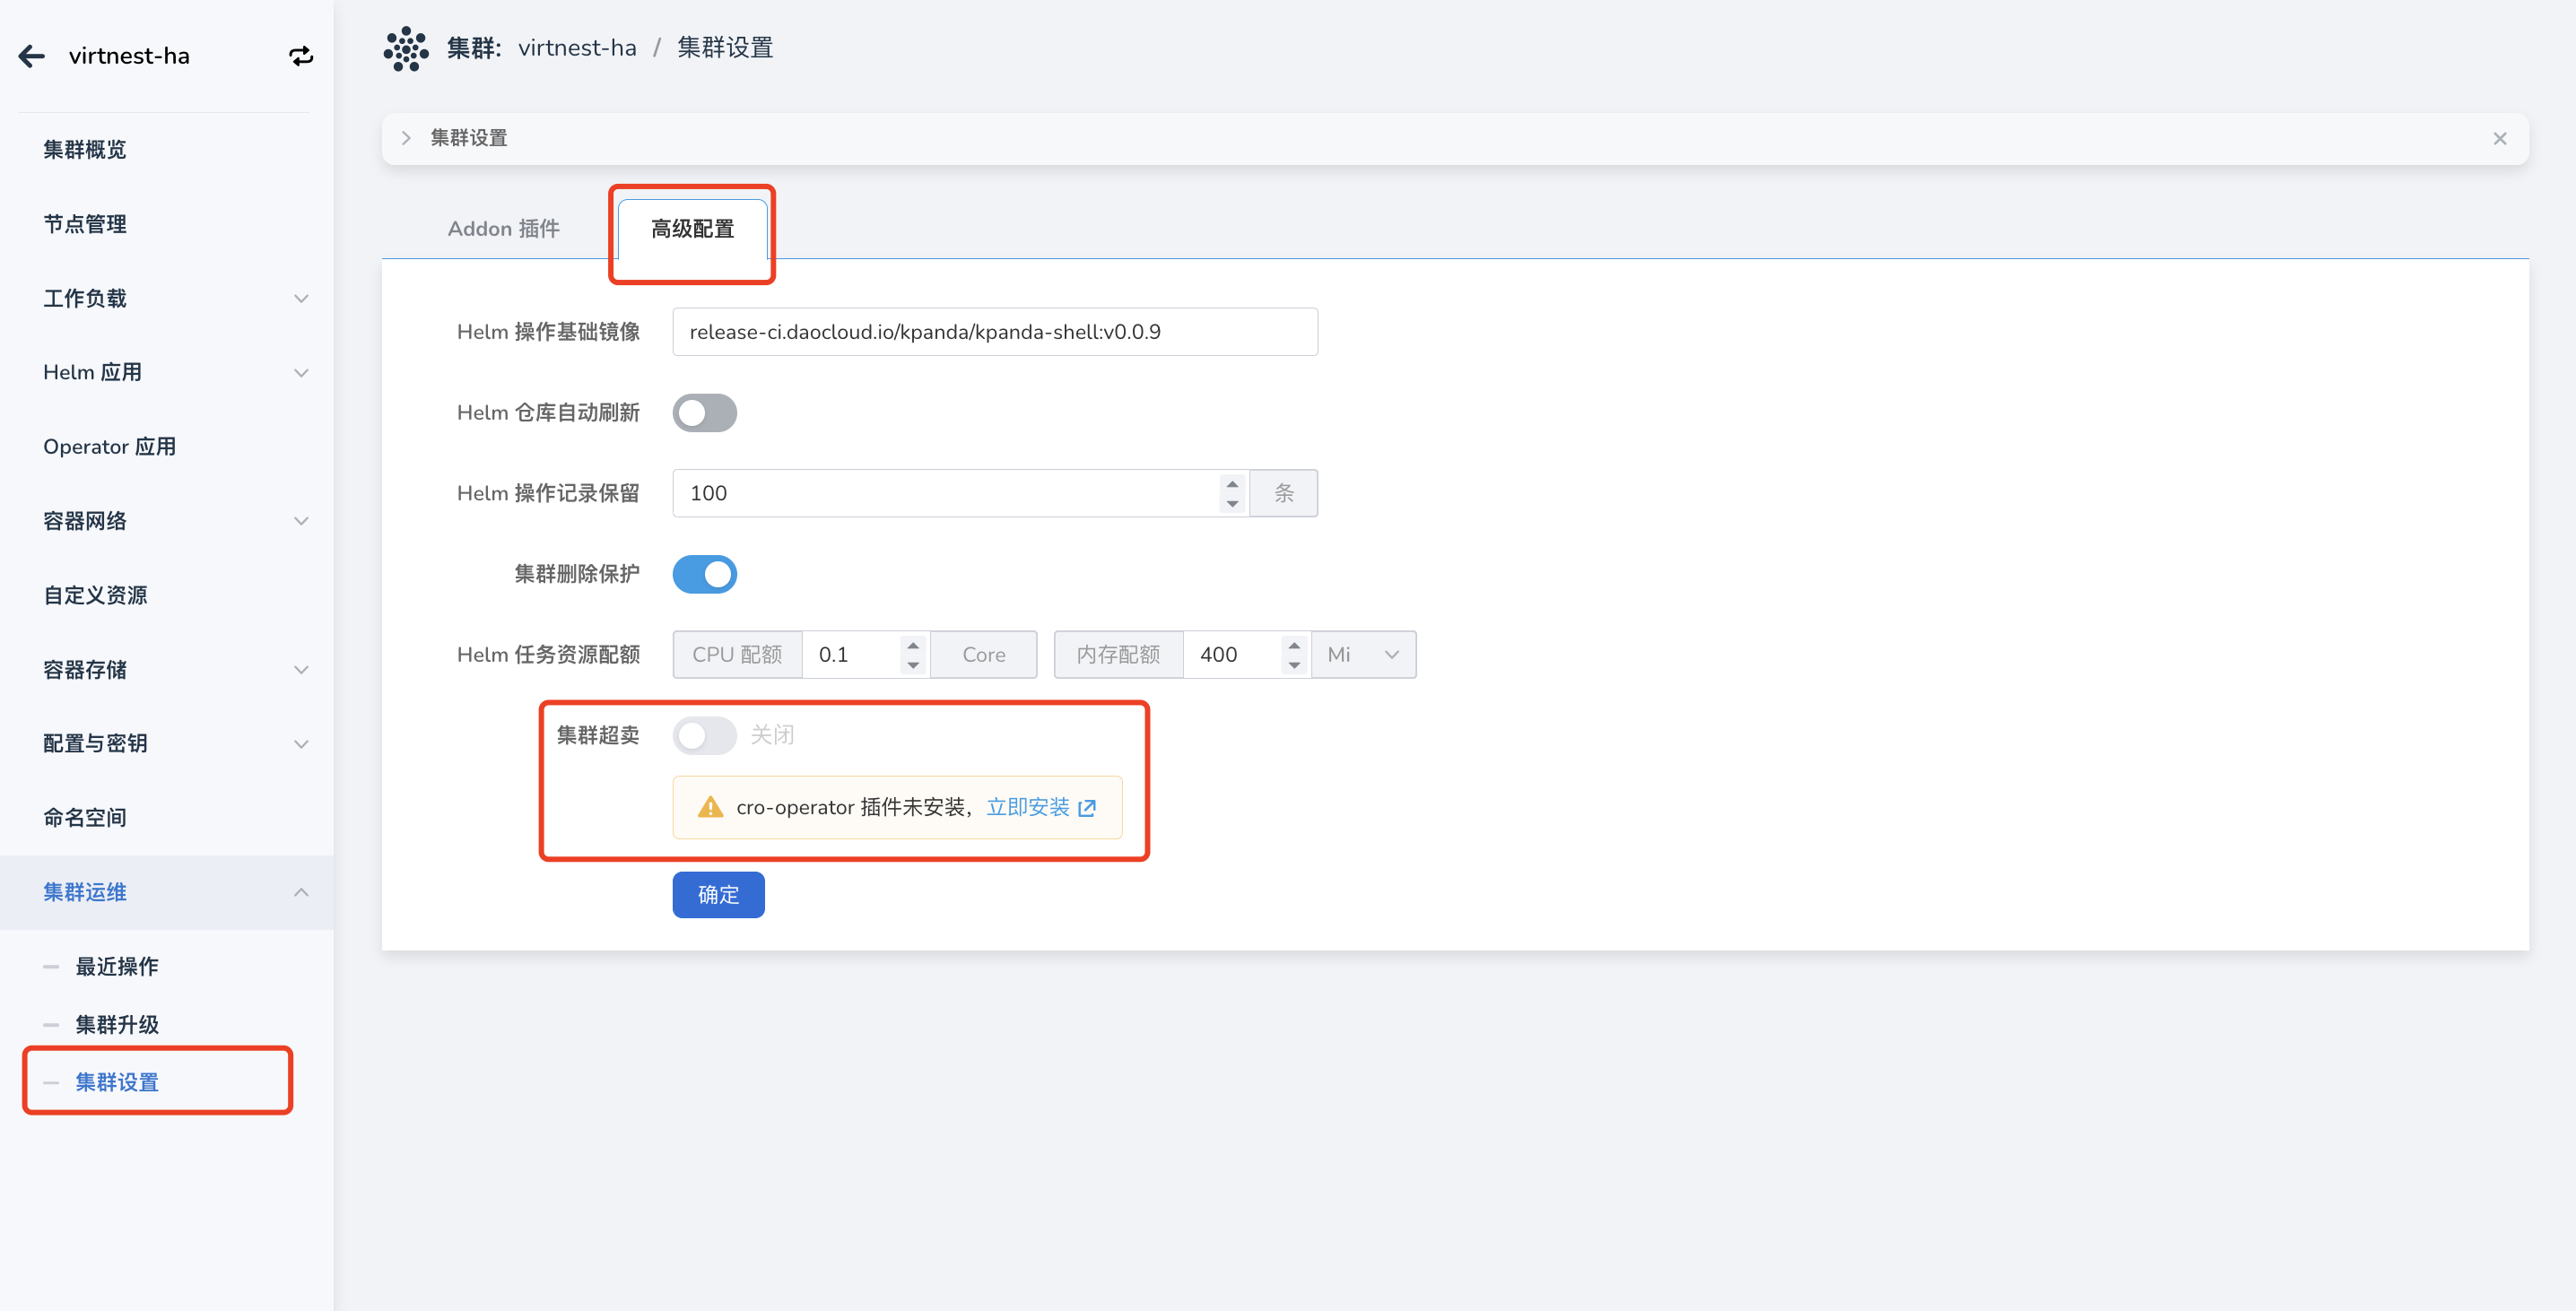 virtnest-ha
集群概览
节点管理
工作负载
Helm 应用
Operator 应用
容器网络
自定义资源
容器存储
配置与密钥
命名空间
集群运维
最近操作
集群升级
集群设置
集群: virtnest-ha / 集群设置
集群设置
Addon 插件 高级配置
Helm 操作基础镜像 release-ci.daocloud.io/kpanda/kpanda-shell:v0.0.9
Helm 仓库自动刷新
Helm 操作记录保留 100 条
集群删除保护
Helm 任务资源配额 CPU 配额 0.1 Core 内存配额 400 Mi
集群超卖 关闭
cro-operator 插件未安装，立即安装
确定